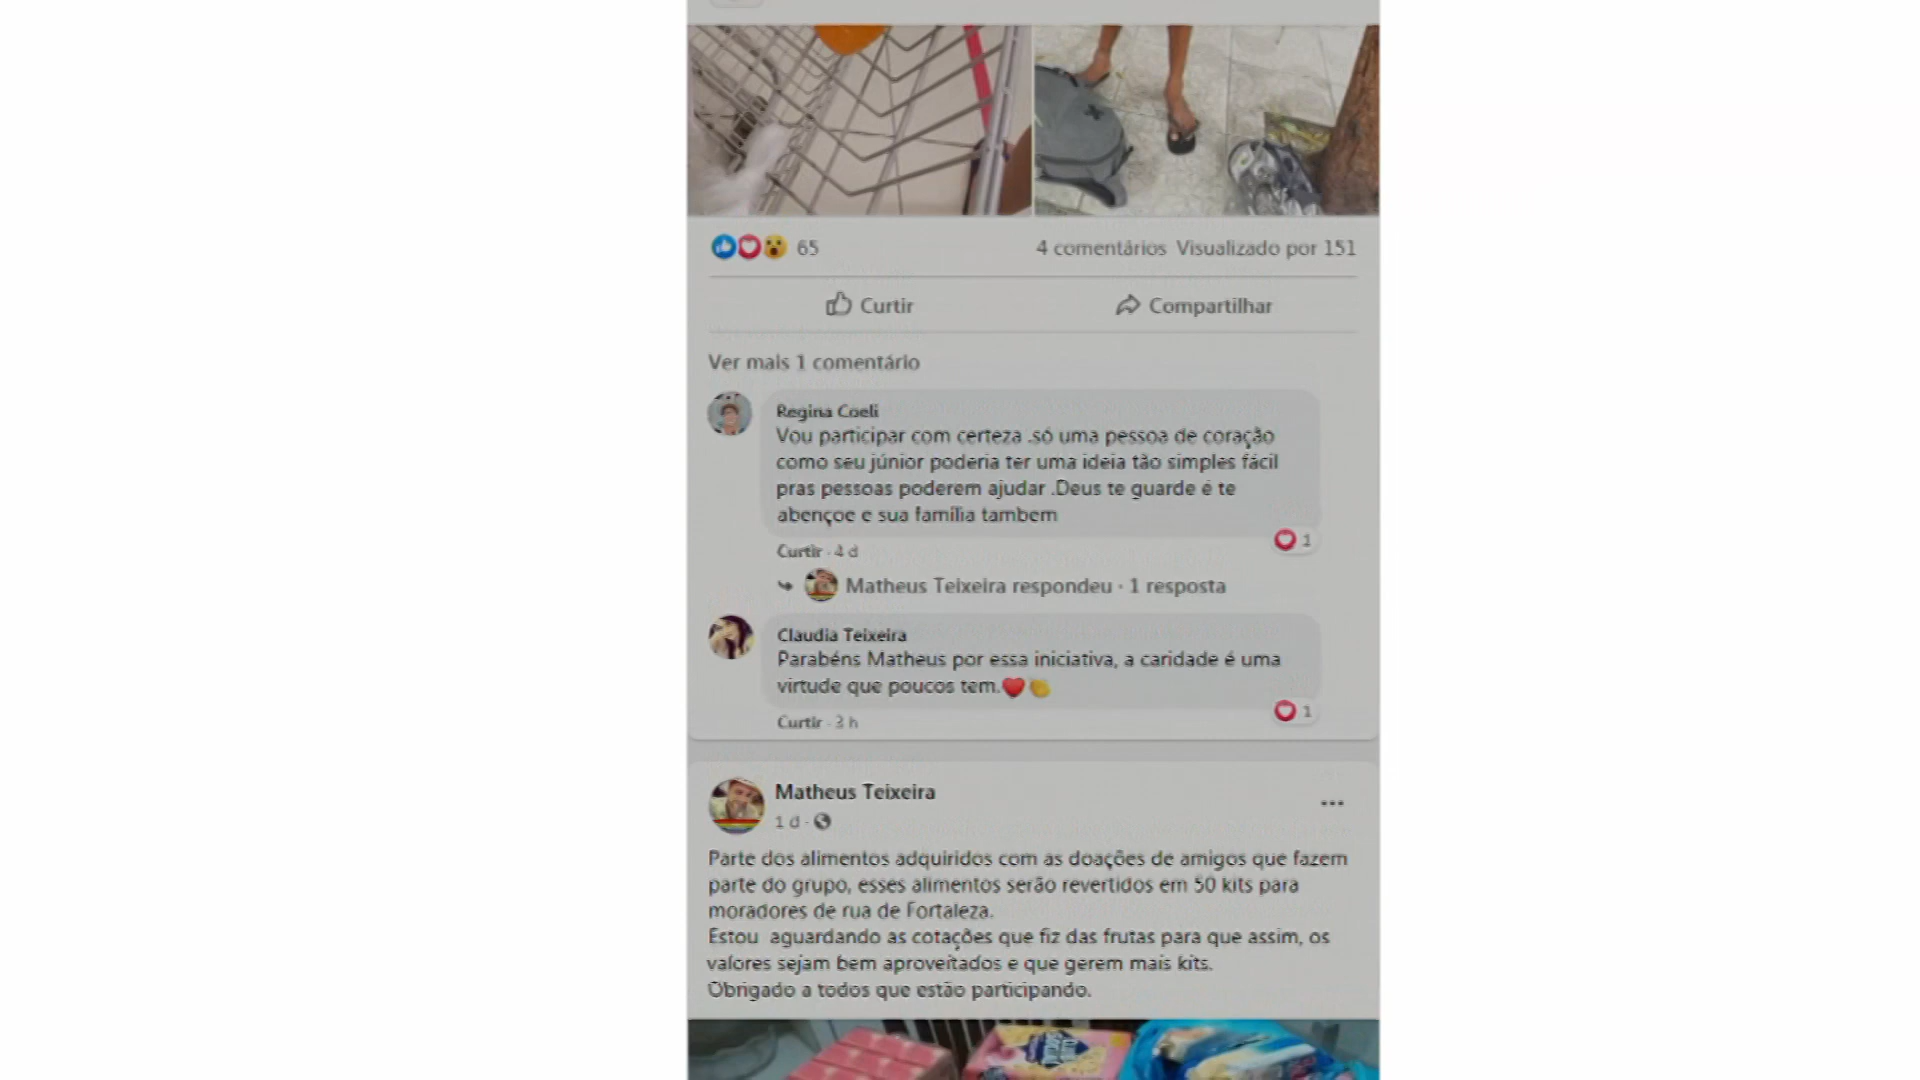 65
4 comentários Visualizado por 151
Curtir
Compartilhar
Ver mais 1 comentário
Regina Coeli
Vou participar com certeza .só uma pessoa de coração
como seu júnior poderia ter uma ideia tão simples fácil
pras pessoas poderem ajudar .Deus te guarde é te
abençoe e sua família tambem
1
Curtir · 4 d
Matheus Teixeira respondeu · 1 resposta
Claudia Teixeira
Parabéns Matheus por essa iniciativa, a caridade é uma
virtude que poucos tem.❤️👏
1
Curtir · 3 h
Matheus Teixeira
1 d ·
Parte dos alimentos adquiridos com as doações de amigos que fazem
parte do grupo, esses alimentos serão revertidos em 50 kits para
moradores de rua de Fortaleza.
Estou aguardando as cotações que fiz das frutas para que assim, os
valores sejam bem aproveitados e que gerem mais kits.
Obrigado a todos que estão participando.